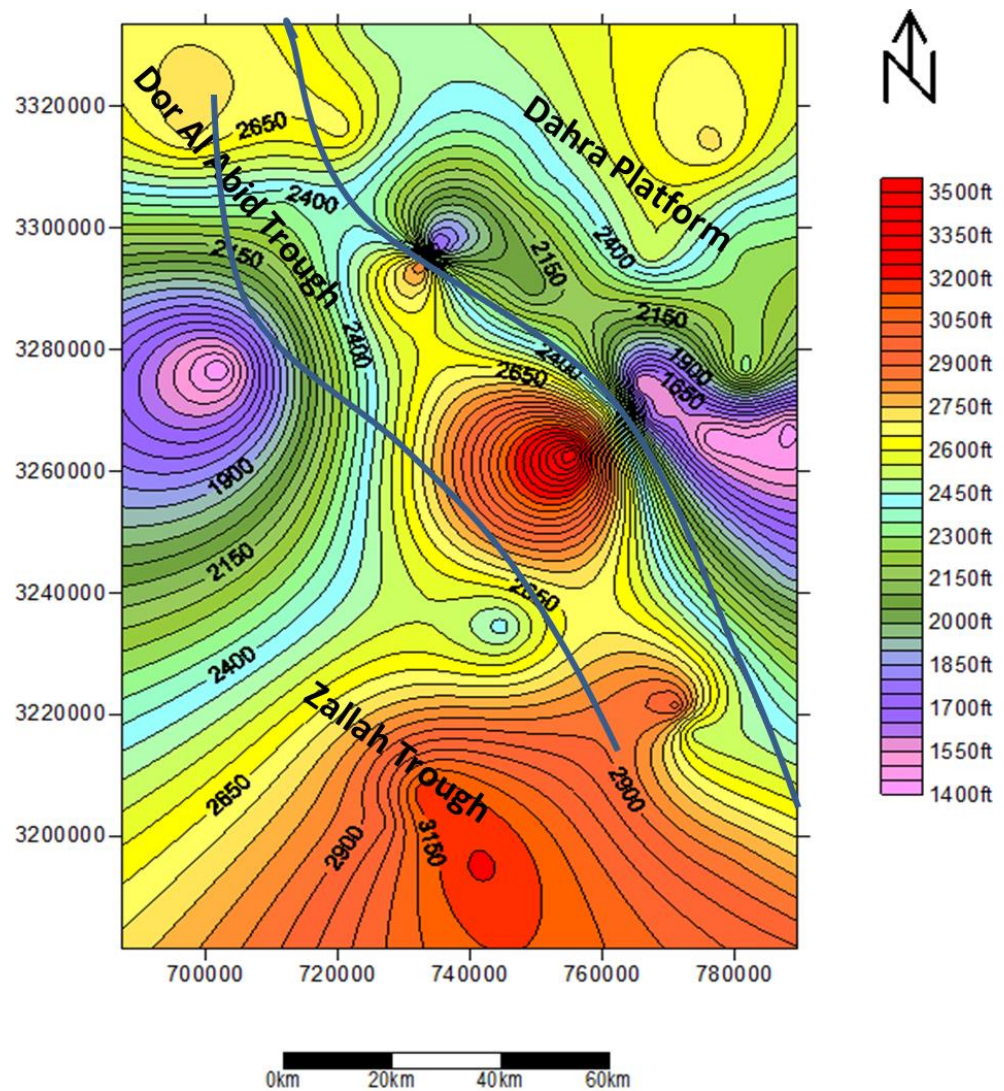 N
Dor Al Abid Trough
Dahra Platform
Zallah Trough
3320000
3300000
3280000
3260000
3240000
3220000
3200000
700000
720000
740000
760000
780000
2650
2400
2150
2400
2150
2400
2150
2400
2650
1900
1650
1900
2150
2650
2400
2650
2900
3150
2900
3500ft
3350ft
3200ft
3050ft
2900ft
2750ft
2600ft
2450ft
2300ft
2150ft
2000ft
1850ft
1700ft
1550ft
1400ft
0km
20km
40km
60km